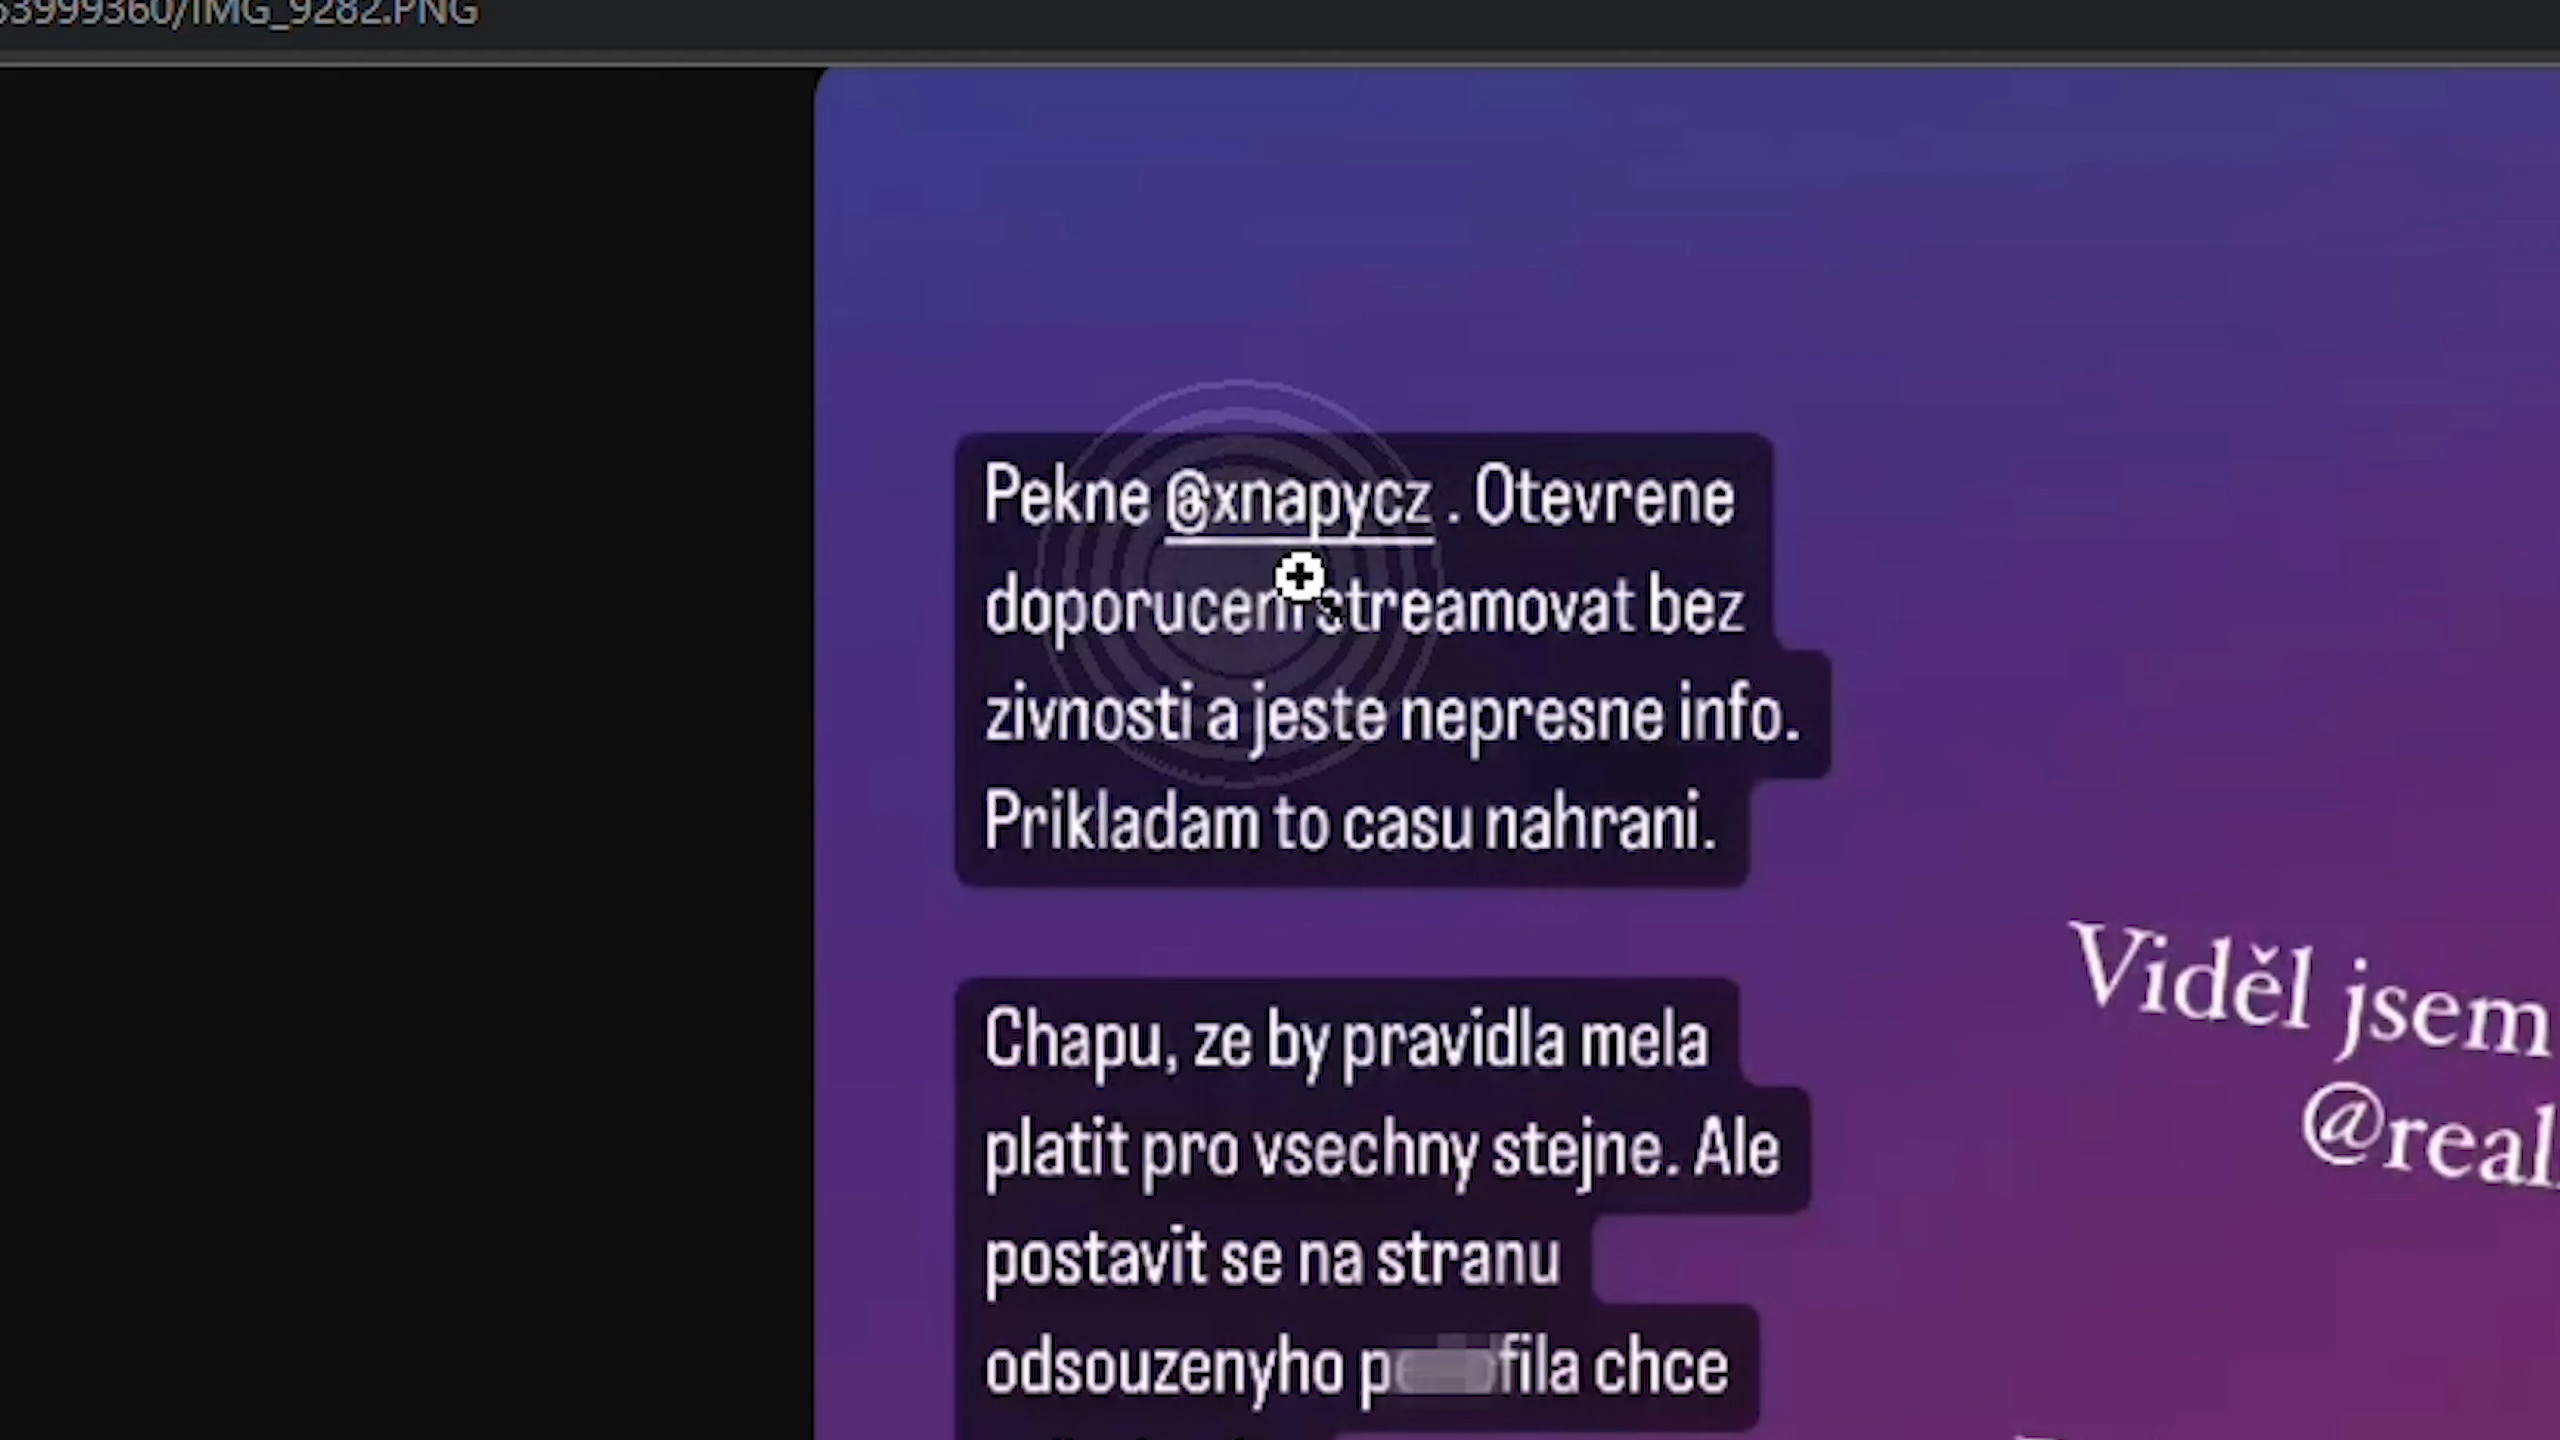 53999360/IMG_9282.PNG
Pekne @xnapycz . Otevrene
doporuceni streamovat bez
zivnosti a jeste nepresne info.
Prikladam to casu nahrani.
Chapu, ze by pravidla mela
platit pro vsechny stejne. Ale
postavit se na stranu
odsouzenyho chce
Viděl jsem
@real